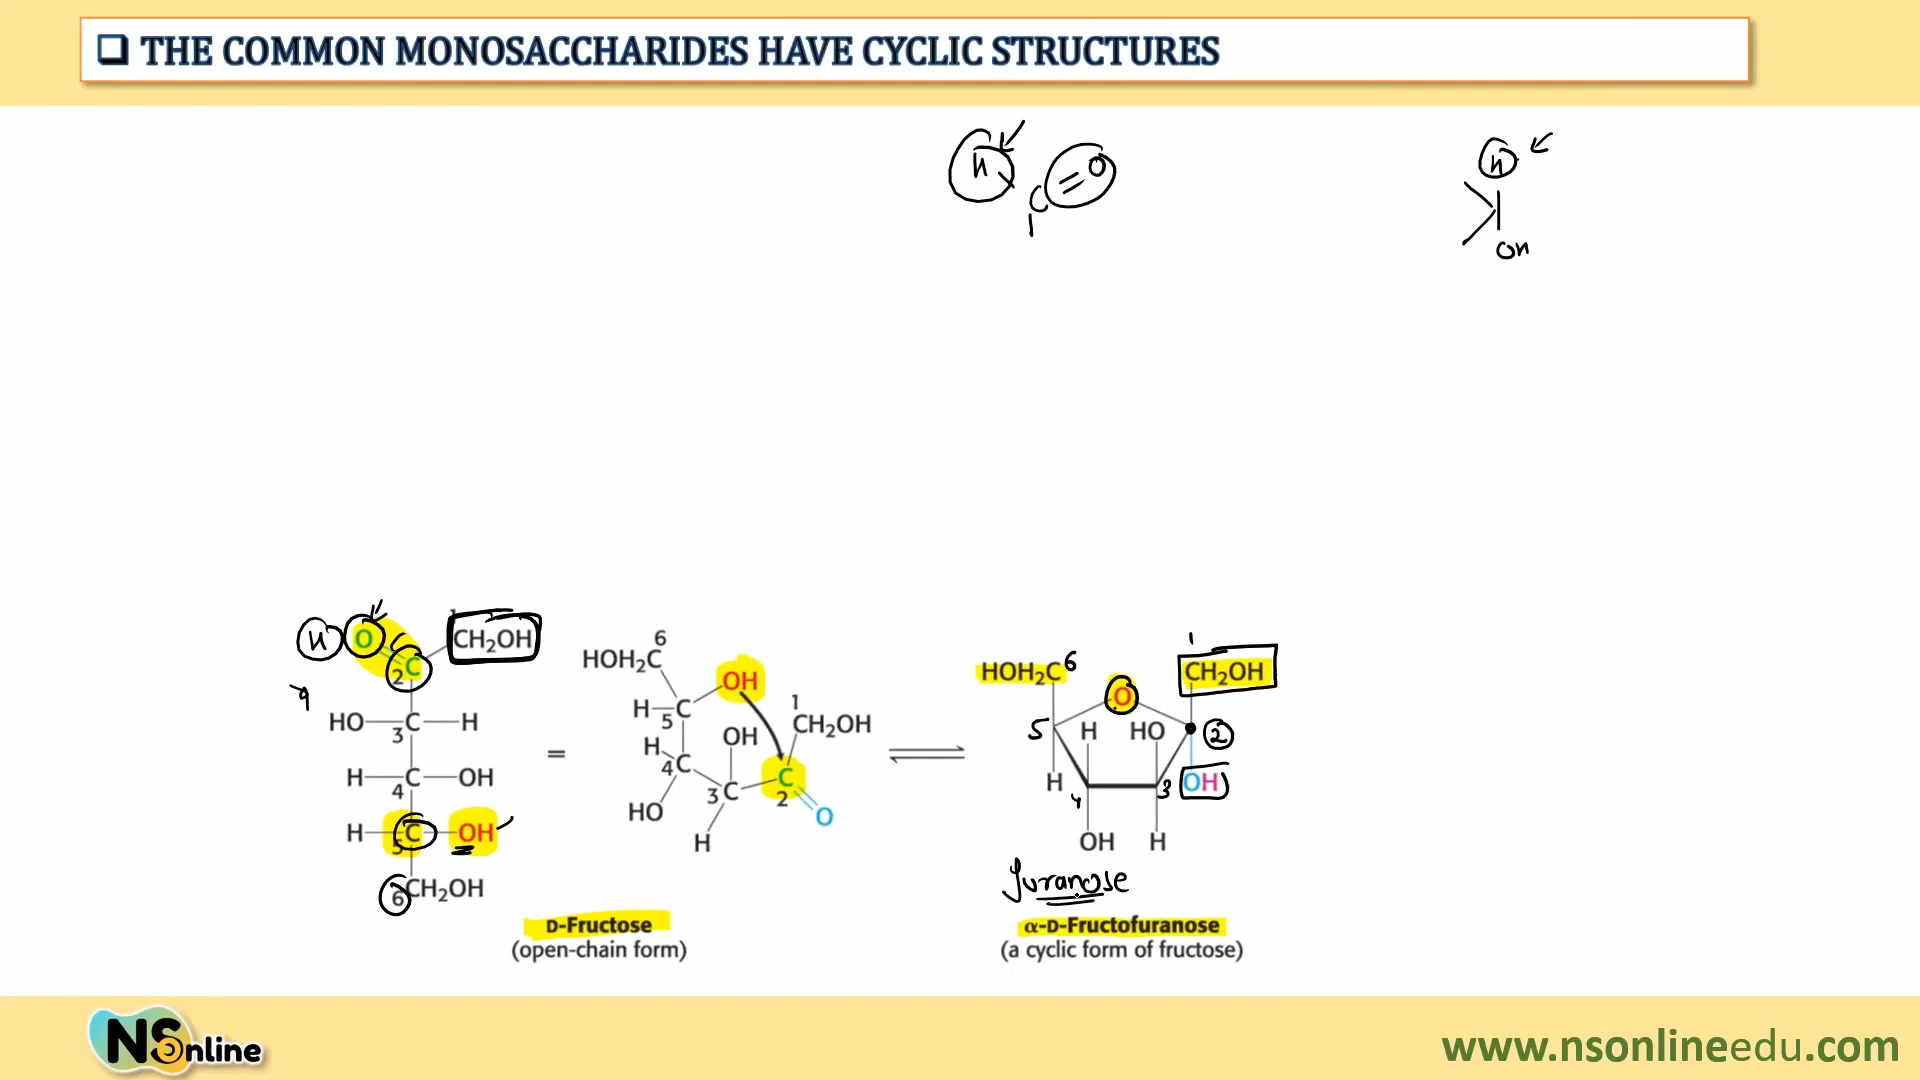 ❑ THE COMMON MONOSACCHARIDES HAVE CYCLIC STRUCTURES
H C = O
H
OH
H O CH2OH
2 C
HO C H
3
H C OH
4
H C OH
5
6 CH2OH
=
6
HOH2C
OH
H C
5
1
CH2OH
H
4 C
OH
HO
3 C
C
2
O
H
D-Fructose
(open-chain form)
HOH2C 6
1
CH2OH
O
5
H HO
2
H
4
3 OH
OH H
furanose
α-D-Fructofuranose
(a cyclic form of fructose)
NSOnline
www.nsonlineedu.com